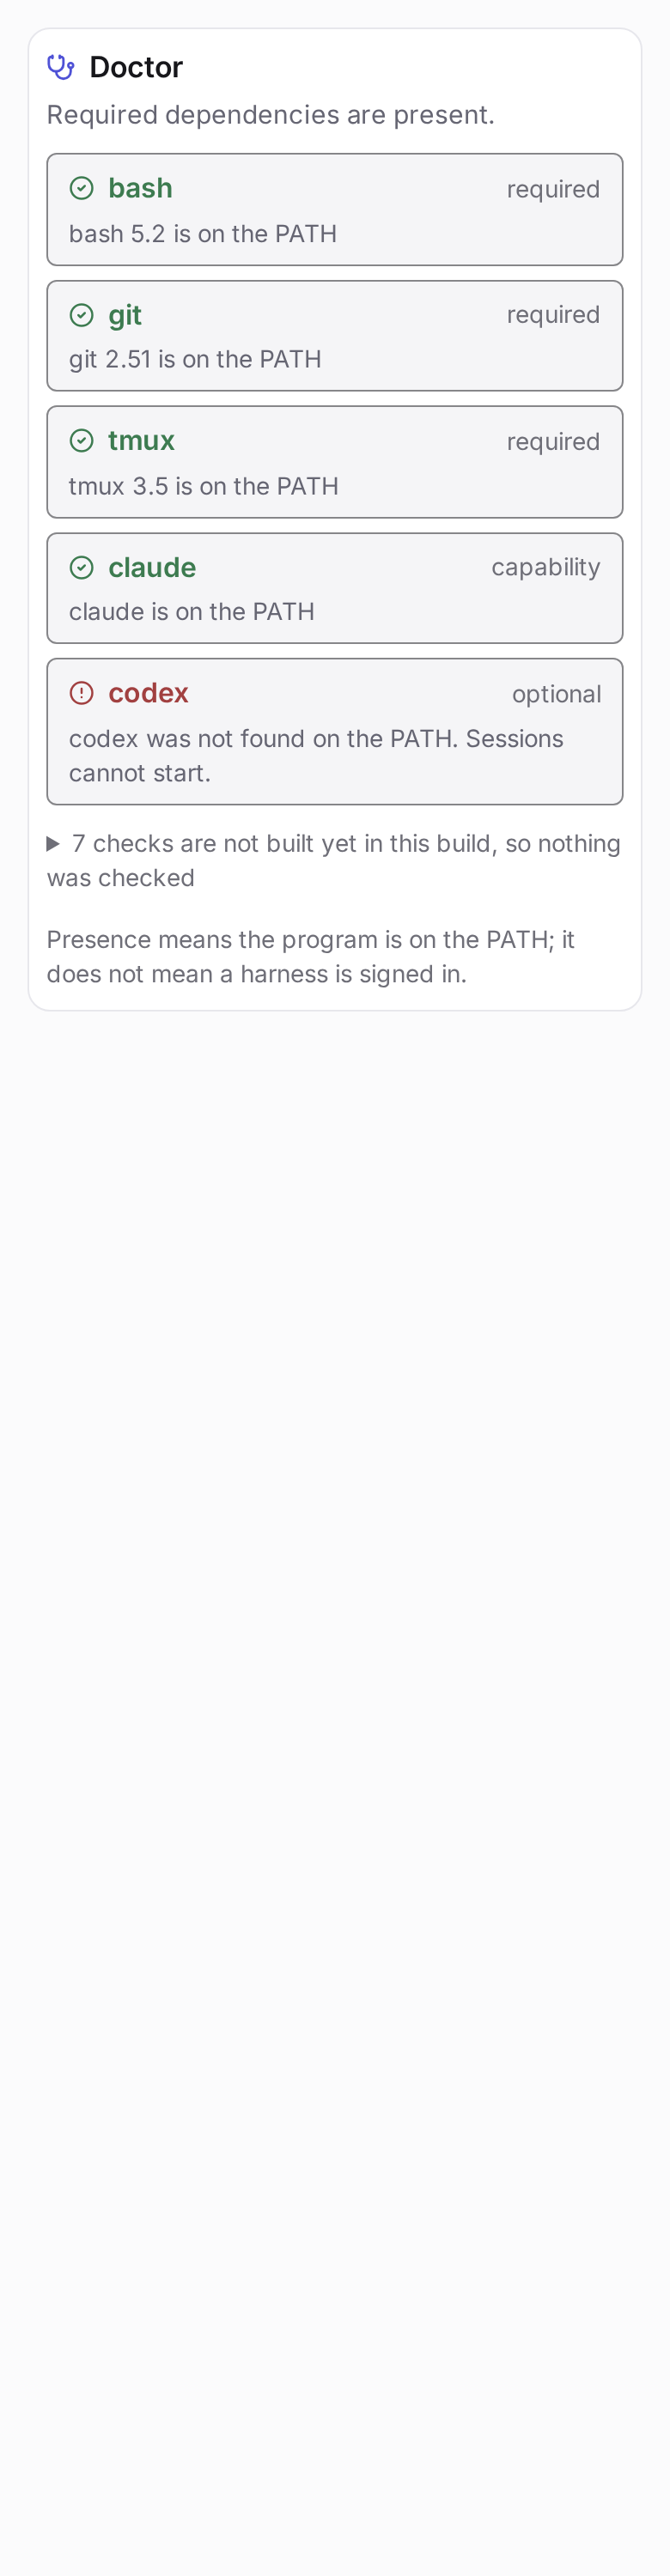 Doctor
Required dependencies are present.
bash required
bash 5.2 is on the PATH
git required
git 2.51 is on the PATH
tmux required
tmux 3.5 is on the PATH
claude capability
claude is on the PATH
codex optional
codex was not found on the PATH. Sessions
cannot start.
7 checks are not built yet in this build, so nothing
was checked
Presence means the program is on the PATH; it
does not mean a harness is signed in.